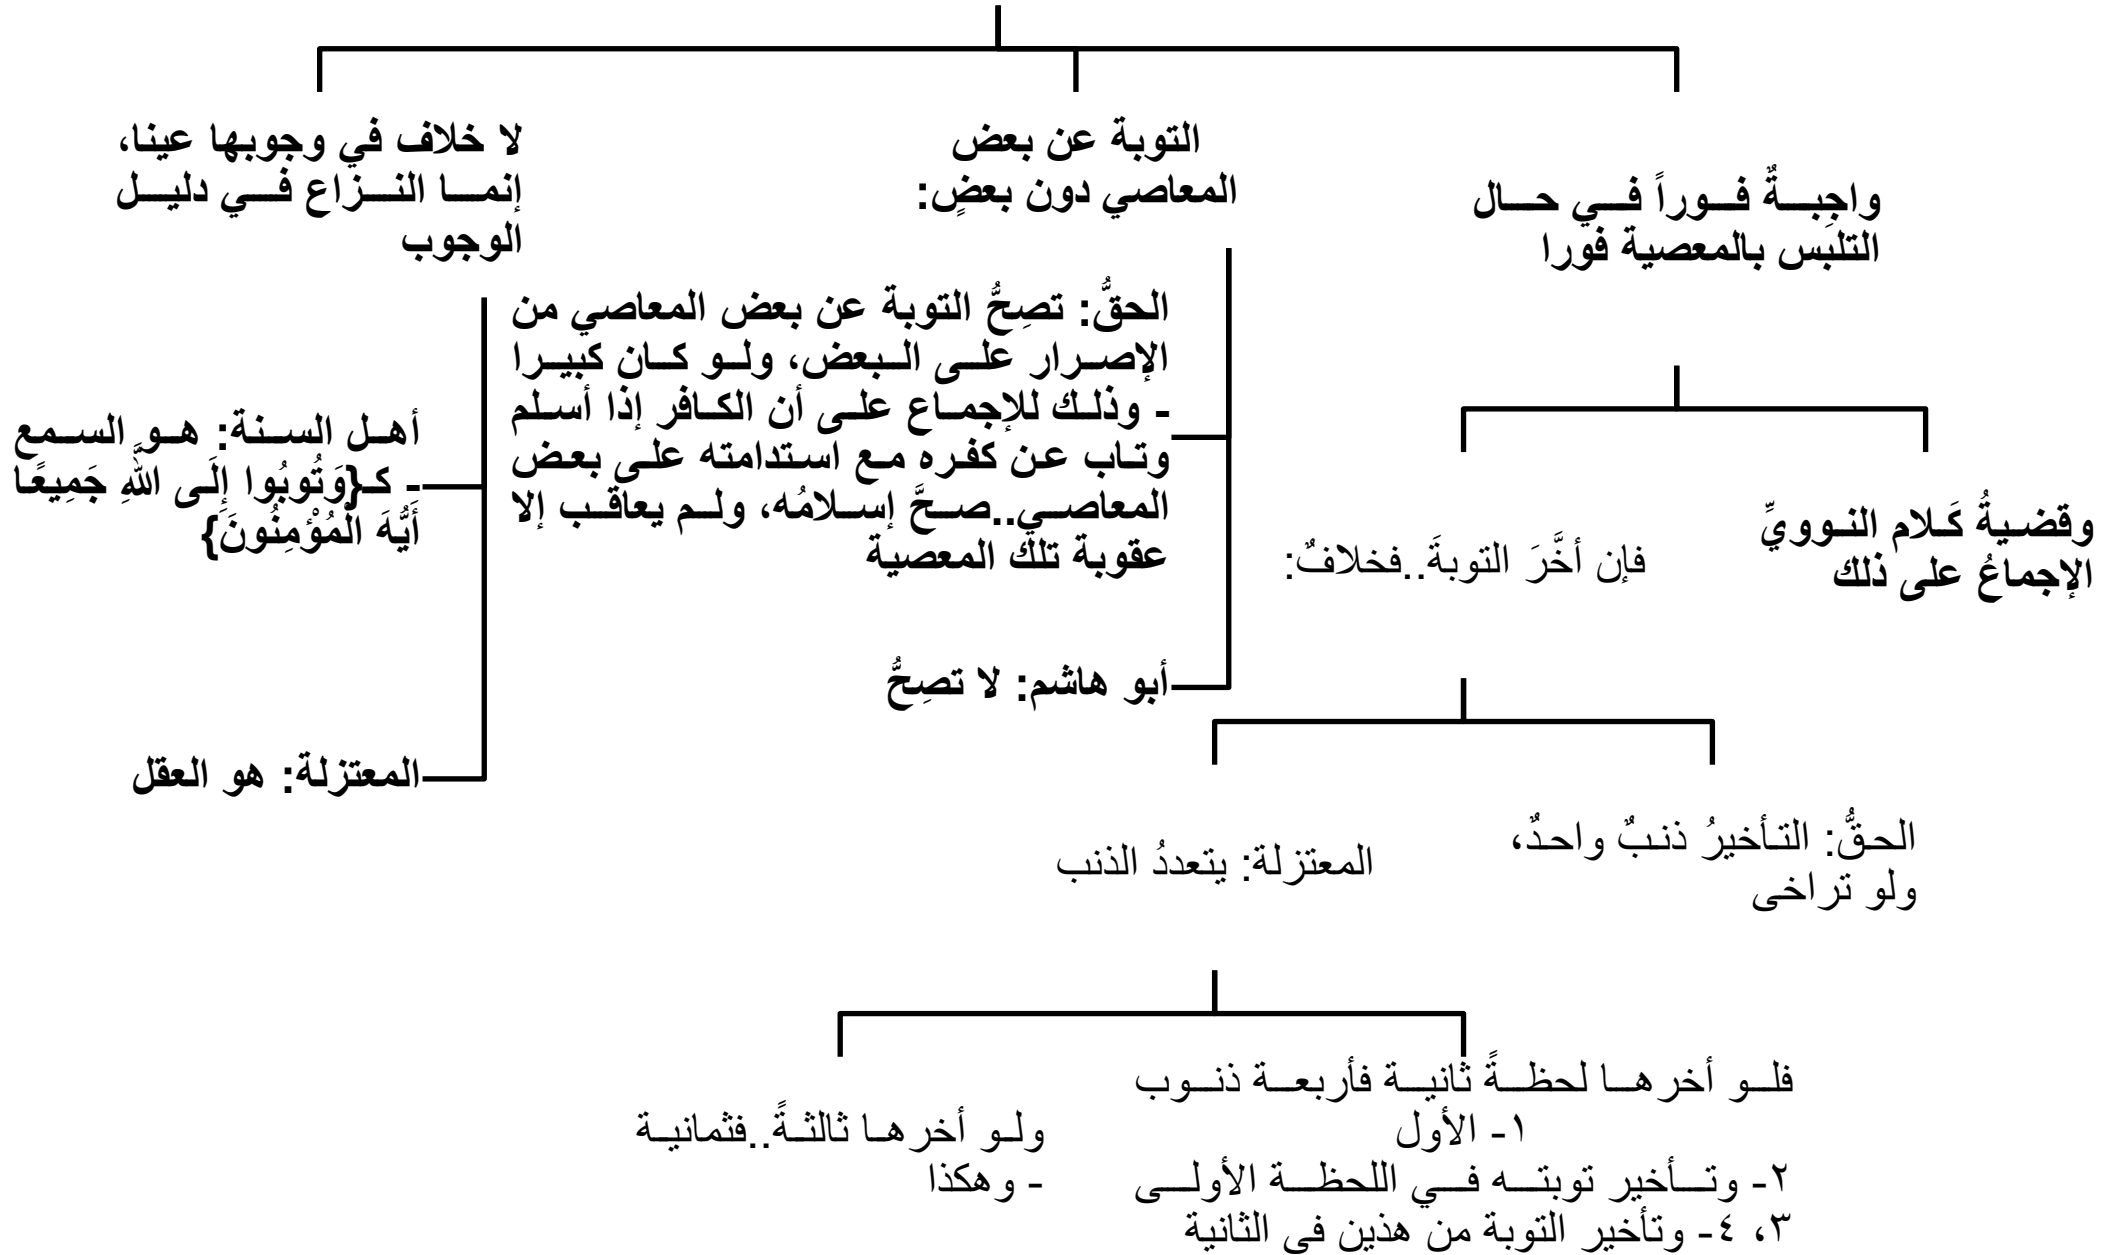 واجِبةٌ فوراً في حال
التلبّس بالمعصية فورا
وقضيةُ كَلام النوويِّ
الإجماعُ على ذلك
فإن أخَّرَ التوبةَ..فخلافٌ:
الحقُّ: التأخيرُ ذنبٌ واحدٌ،
ولو تراخى
المعتزلة: يتعددُ الذنب
فلو أخرها لحظةً ثانية فأربعة ذنوب
١- الأول
٢- وتأخير توبته في اللحظة الأولى
٣، ٤- وتأخير التوبة من هذين في الثانية
ولو أخرها ثالثةً..فثمانية
- وهكذا
التوبة عن بعض
المعاصي دون بعضٍ:
الحقُّ: تصِحُّ التوبة عن بعض المعاصي من
الإصرار على البعض، ولو كان كبيرا
- وذلك للإجماع على أن الكافر إذا أسلم
وتاب عن كفره مع استدامته على بعض
المعاصي..صحَّ إسلامُه، ولم يعاقب إلا
عقوبة تلك المعصية
أبو هاشم: لا تصِحُّ
لا خلاف في وجوبها عينا،
إنما النزاع في دليل
الوجوب
أهل السنة: هو السمع
- كـ{وَتُوبُوا إِلَى اللَّهِ جَمِيعًا
أَيُّهَ الْمُؤْمِنُونَ}
المعتزلة: هو العقل